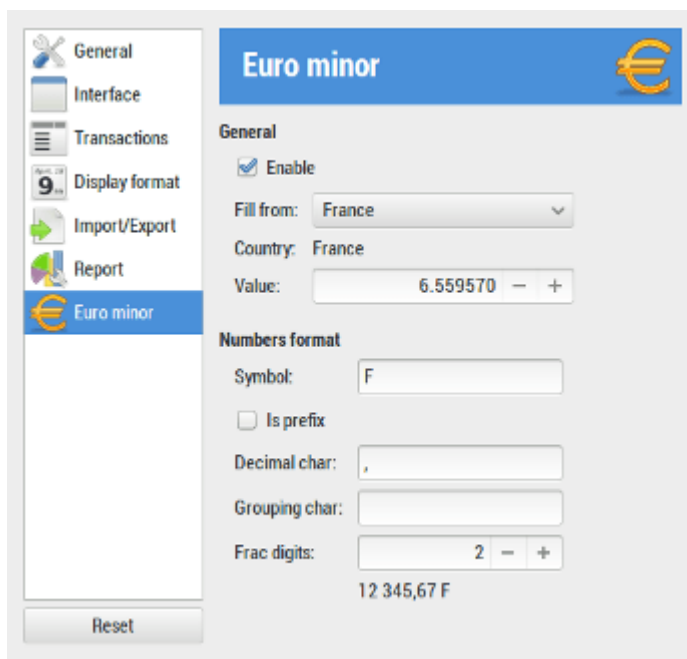 General
Interface
Transactions
9
Display format
Import/Export
Report
Euro minor
Reset
Euro minor
General
Enable
Fill from: France
Country: France
Value: 6.559570 − +
Numbers format
Symbol: F
Is prefix
Decimal char: ,
Grouping char:
Frac digits: 2 − +
12 345,67 F